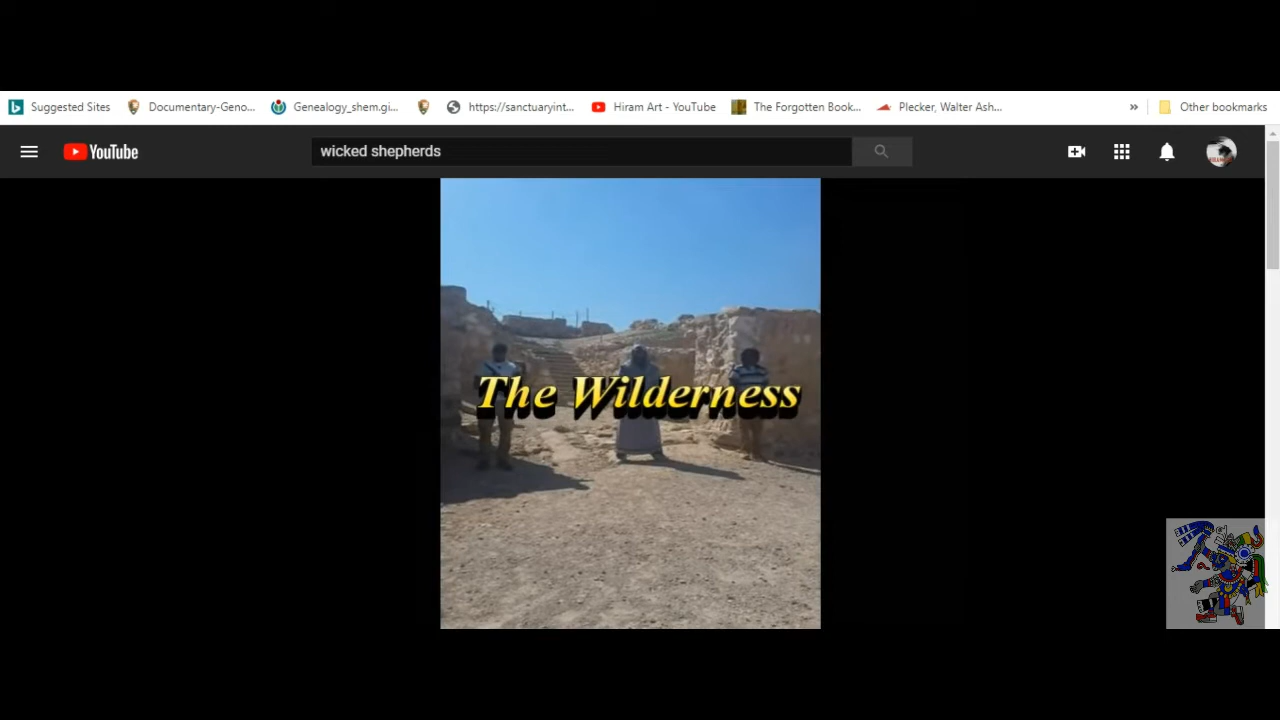 Suggested Sites Documentary-Geno... Genealogy_shem.gi... https://sanctuaryint... Hiram Art - YouTube The Forgotten Book... Plecker, Walter Ash... » Other bookmarks
YouTube wicked shepherds
The Wilderness